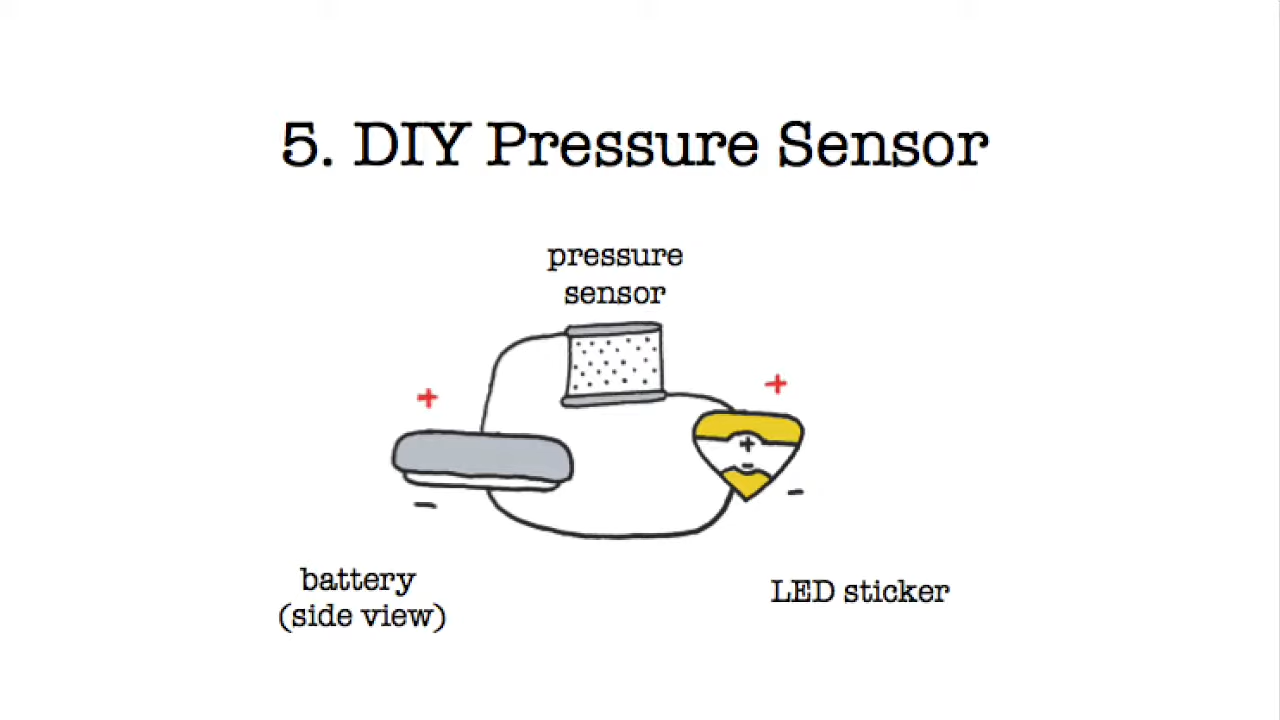 5. DIY Pressure Sensor
pressure
sensor
+
+
+
-
-
-
battery
(side view)
LED sticker